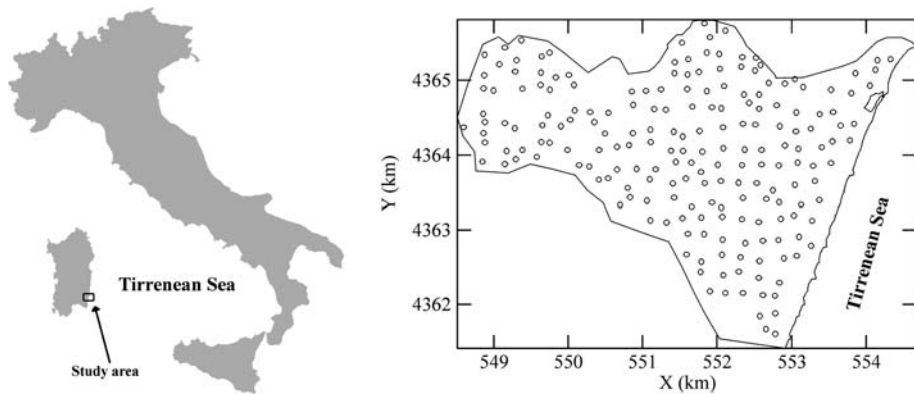 Tirrenean Sea
Study area
Y (km)
4365
4364
4363
4362
549 550 551 552 553 554
X (km)
Tirrenean Sea